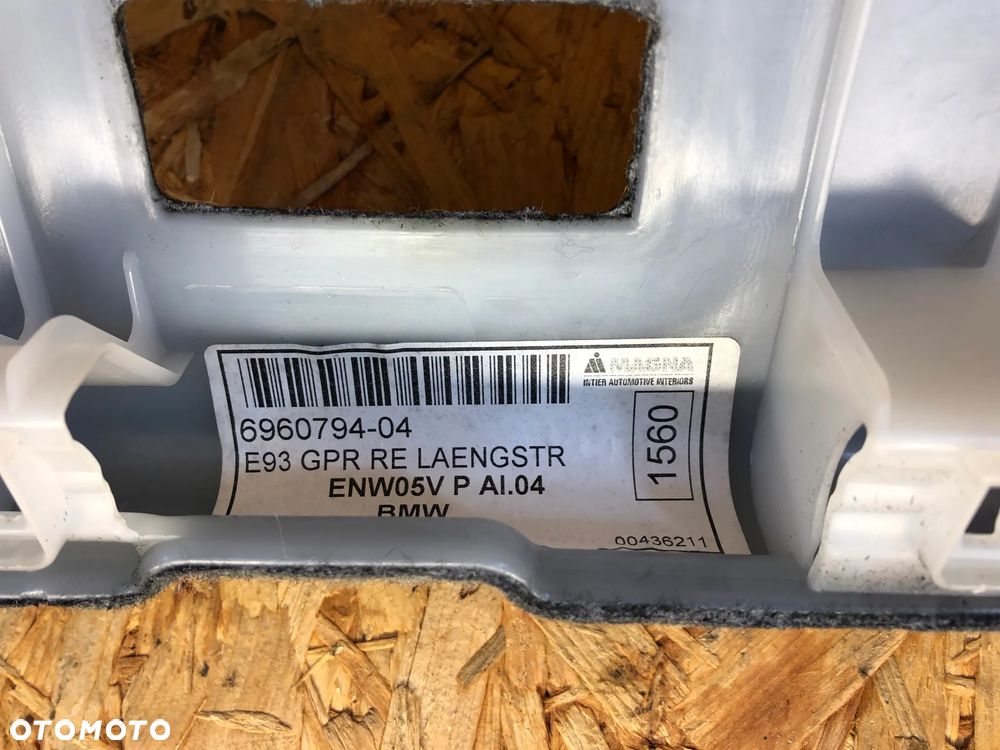 MAGNA
INTIER AUTOMOTIVE INTERIORS
6960794-04
E93 GPR RE LAENGSTR
1560
ENW05V P AI.04
BMW
00436211
OTOMOTO